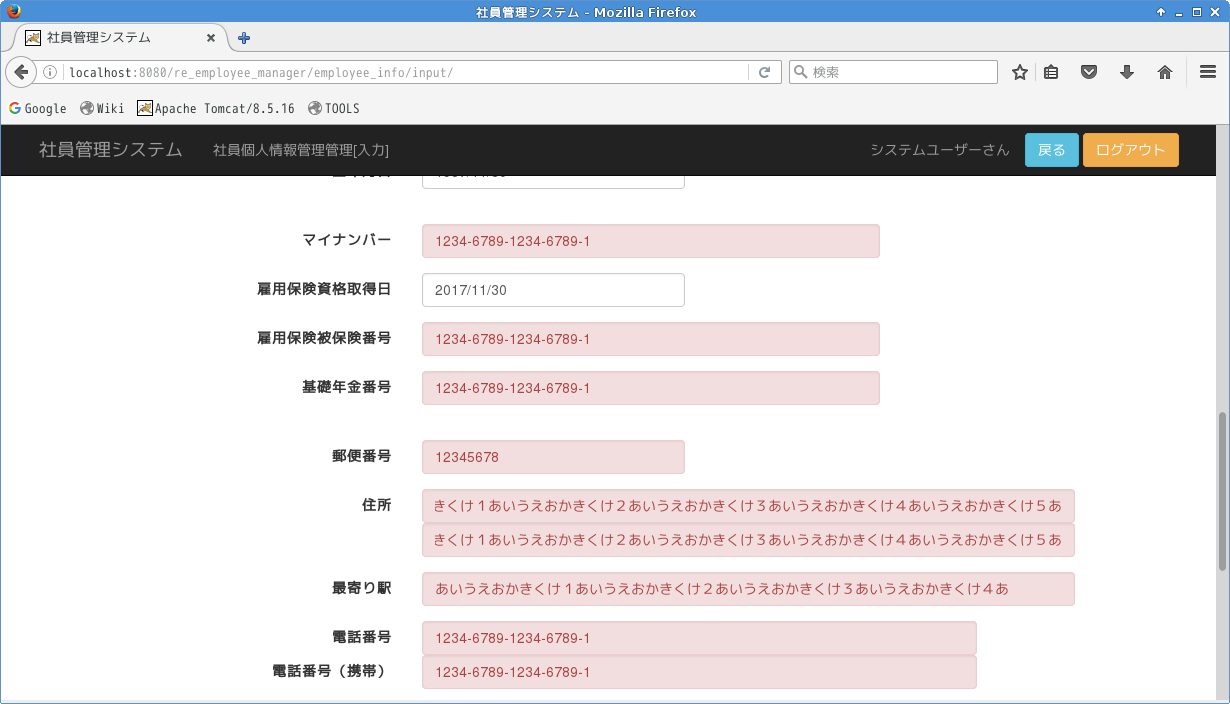 社員管理システム - Mozilla Firefox
社員管理システム
localhost:8080/re_employee_manager/employee_info/input/
検索
Google Wiki Apache Tomcat/8.5.16 TOOLS
社員管理システム 社員個人情報管理管理[入力] システムユーザーさん 戻る ログアウト
マイナンバー 1234-6789-1234-6789-1
雇用保険資格取得日 2017/11/30
雇用保険被保険番号 1234-6789-1234-6789-1
基礎年金番号 1234-6789-1234-6789-1
郵便番号 12345678
住所 きくけ１あいうえおかきくけ２あいうえおかきくけ３あいうえおかきくけ４あいうえおかきくけ５あ
きくけ１あいうえおかきくけ２あいうえおかきくけ３あいうえおかきくけ４あいうえおかきくけ５あ
最寄り駅 あいうえおかきくけ１あいうえおかきくけ２あいうえおかきくけ３あいうえおかきくけ４あ
電話番号 1234-6789-1234-6789-1
電話番号（携帯） 1234-6789-1234-6789-1